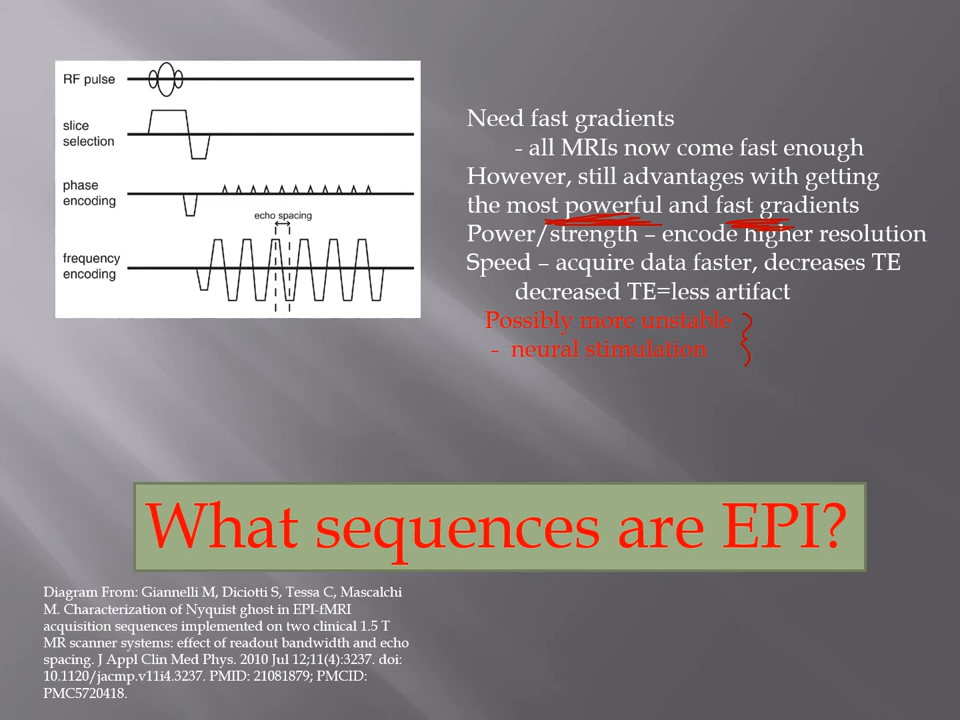 RF pulse
slice
selection
phase
encoding
echo spacing
frequency
encoding
Need fast gradients
- all MRIs now come fast enough
However, still advantages with getting
the most powerful and fast gradients
Power/strength – encode higher resolution
Speed – acquire data faster, decreases TE
decreased TE=less artifact
Possibly more unstable
- neural stimulation
What sequences are EPI?
Diagram From: Giannelli M, Diciotti S, Tessa C, Mascalchi
M. Characterization of Nyquist ghost in EPI-fMRI
acquisition sequences implemented on two clinical 1.5 T
MR scanner systems: effect of readout bandwidth and echo
spacing. J Appl Clin Med Phys. 2010 Jul 12;11(4):3237. doi:
10.1120/jacmp.v11i4.3237. PMID: 21081879; PMCID:
PMC5720418.